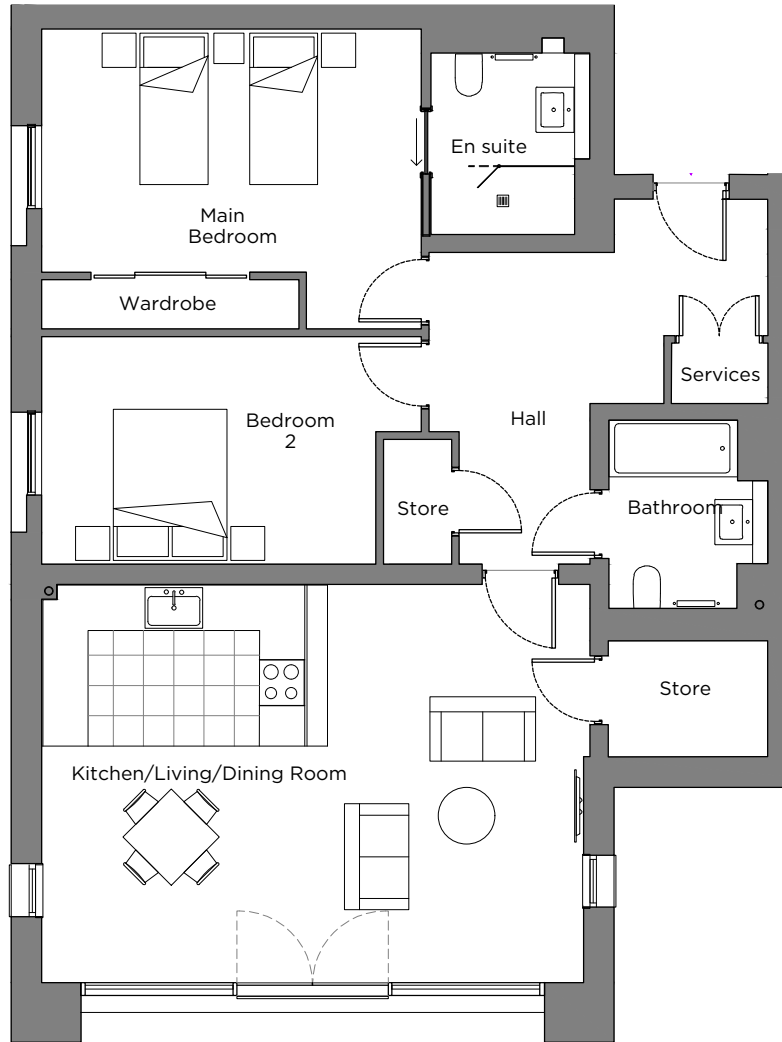 En suite
Main
Bedroom
Wardrobe
Services
Bedroom
2
Hall
Store
Bathroom
Store
Kitchen/Living/Dining Room